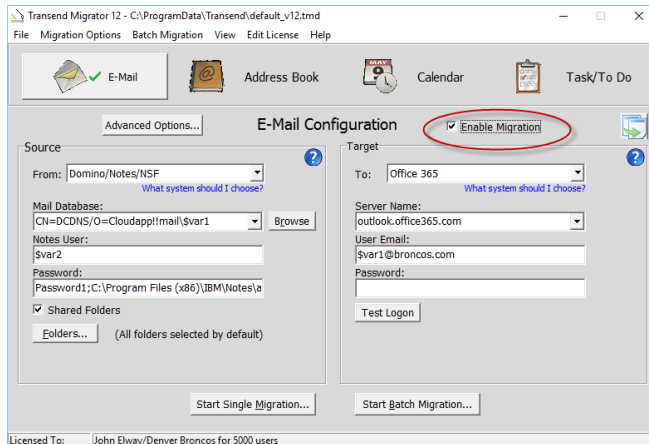 Transend Migrator 12 - C:\ProgramData\Transend\default_v12.tmd
File Migration Options Batch Migration View Edit License Help
E-Mail Address Book MAY Calendar Task/To Do
Advanced Options... E-Mail Configuration Enable Migration
Source Target
From: Domino/Notes/NSF To: Office 365
What system should I choose? What system should I choose?
Mail Database: Server Name:
CN=DCDNS/O=Cloudapp!!mail\$var1 Browse outlook.office365.com
Notes User: User Email:
$var2 $var1@broncos.com
Password: Password:
Password1;C:\Program Files (x86)\IBM\Notes\a
Shared Folders
Folders... (All folders selected by default) Test Logon
Start Single Migration... Start Batch Migration...
Licensed To: John Elway/Denver Broncos for 5000 users